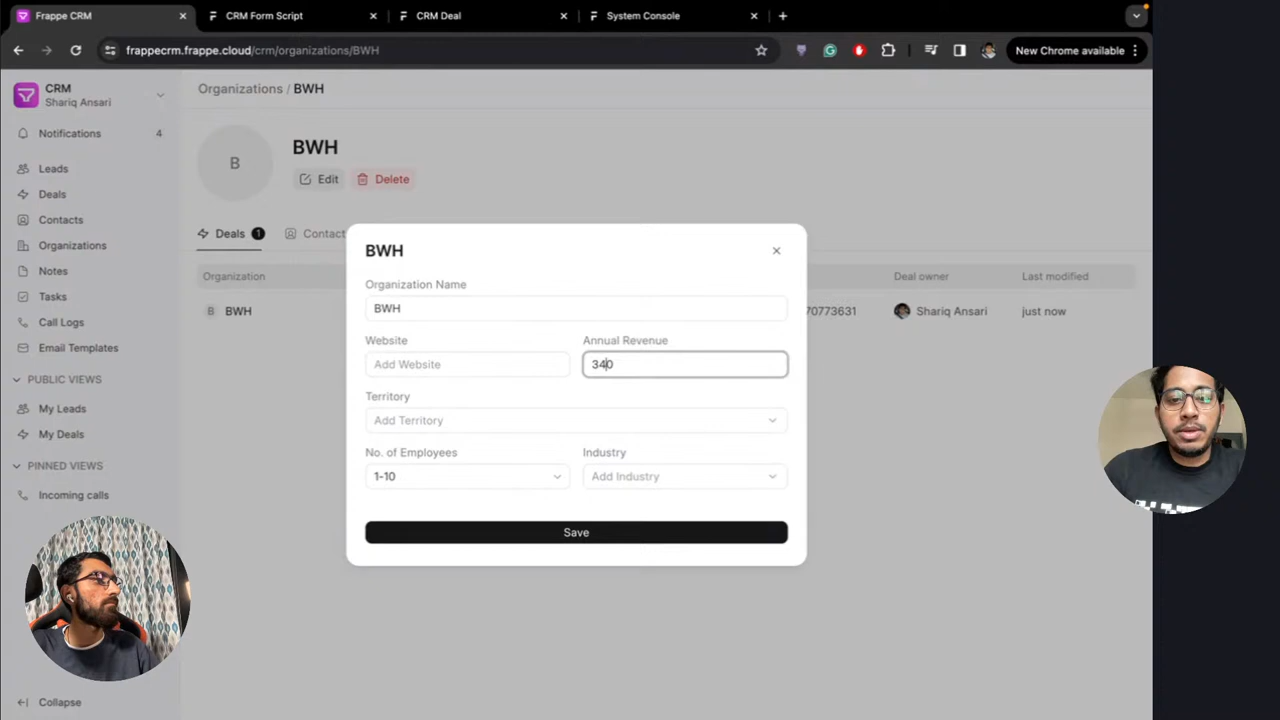 Frappe CRM
CRM Form Script
CRM Deal
System Console
frappecrm.frappe.cloud/crm/organizations/BWH
New Chrome available
CRM
Shariq Ansari
Notifications 4
Leads
Deals
Contacts
Organizations
Notes
Tasks
Call Logs
Email Templates
PUBLIC VIEWS
My Leads
My Deals
PINNED VIEWS
Incoming calls
Collapse
Organizations / BWH
B
BWH
Edit
Delete
Deals 1
Contact
Organization
Deal owner
Last modified
B BWH
70773631
Shariq Ansari
just now
BWH
Organization Name
BWH
Website
Annual Revenue
Add Website
340
Territory
Add Territory
No. of Employees
Industry
1-10
Add Industry
Save